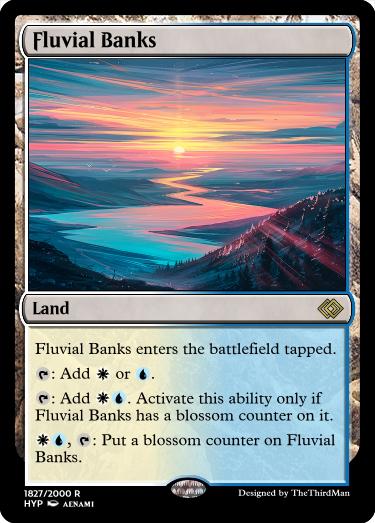 Fluvial Banks
Land
Fluvial Banks enters the battlefield tapped.
: Add or .
: Add . Activate this ability only if
Fluvial Banks has a blossom counter on it.
, : Put a blossom counter on Fluvial
Banks.
1827/2000 R
HYP AENAMI
Designed by TheThirdMan